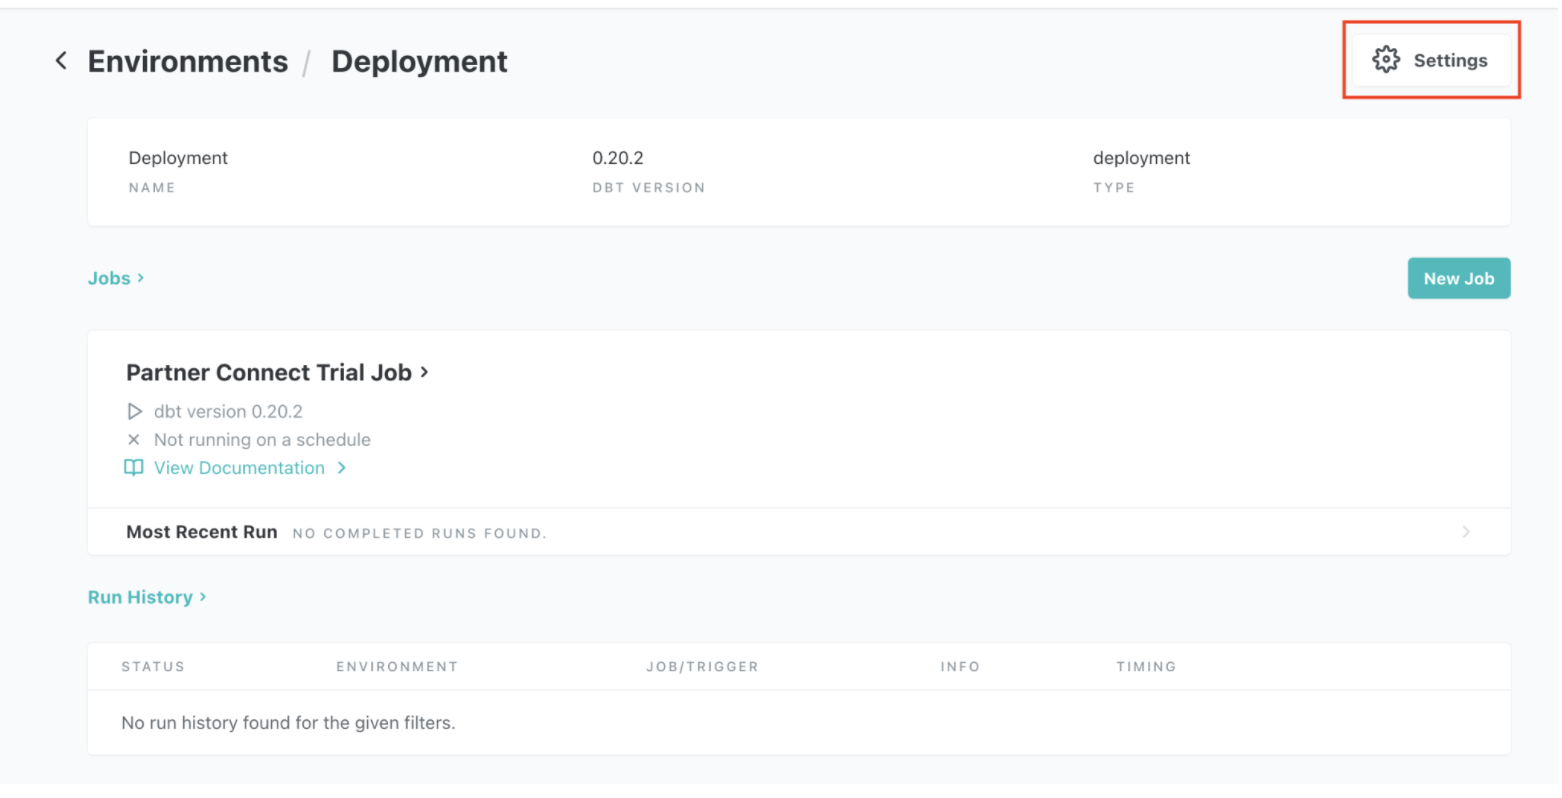 Environments / Deployment
Settings
Deployment 0.20.2 deployment
NAME DBT VERSION TYPE
Jobs
New Job
Partner Connect Trial Job
dbt version 0.20.2
Not running on a schedule
View Documentation
Most Recent Run NO COMPLETED RUNS FOUND.
Run History
STATUS ENVIRONMENT JOB/TRIGGER INFO TIMING
No run history found for the given filters.